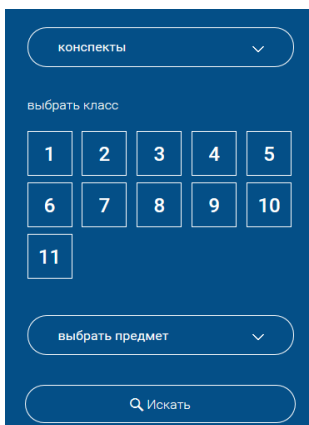 конспекты
выбрать класс
1 2 3 4 5
6 7 8 9 10
11
выбрать предмет
Искать